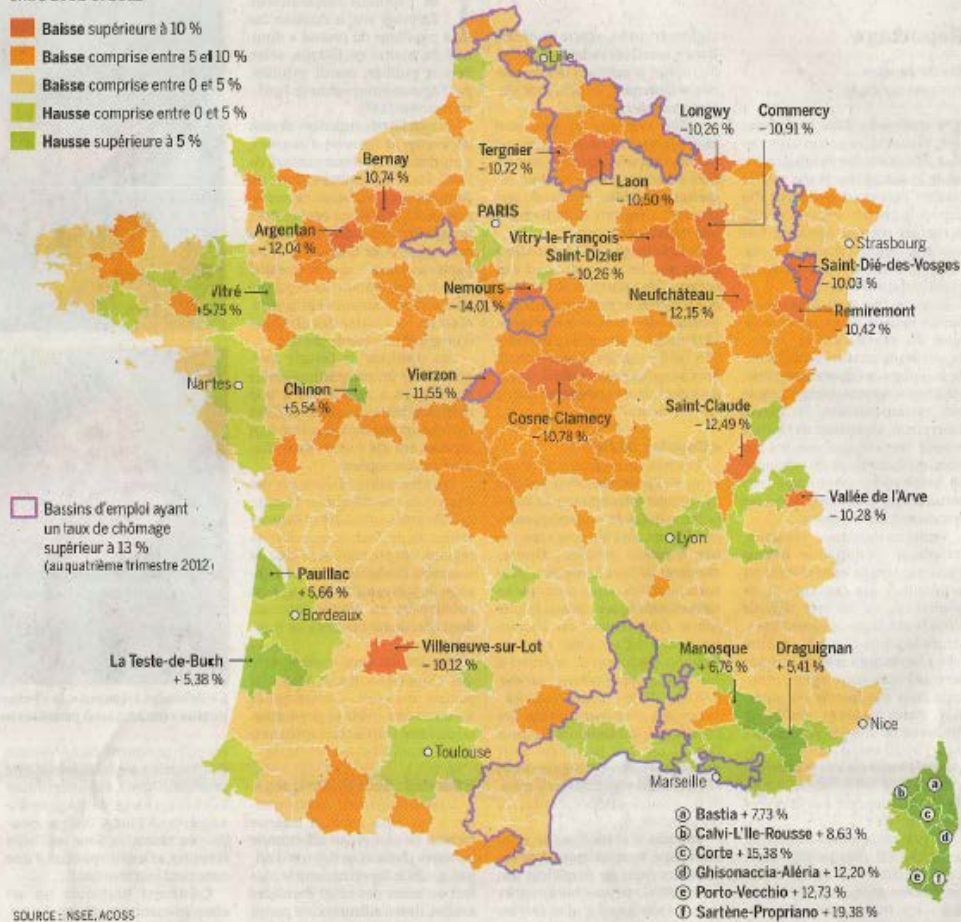 Baisse supérieure à 10 %
Baisse comprise entre 5 et 10 %
Baisse comprise entre 0 et 5 %
Hausse comprise entre 0 et 5 %
Hausse supérieure à 5 %
Lille
Longwy
– 10,26 %
Commercy
– 10,91 %
Tergnier
– 10,72 %
Laon
– 10,50 %
Bernay
– 10,74 %
PARIS
Argentan
– 12,04 %
Vitry-le-François
Saint-Dizier
– 10,26 %
Strasbourg
Saint-Dié-des-Vosges
– 10,03 %
Nemours
– 14,01 %
Neufchâteau
– 12,15 %
Remiremont
– 10,42 %
Vitré
+5,75 %
Nantes
Chinon
+5,54 %
Vierzon
– 11,55 %
Cosne-Clamecy
– 10,78 %
Saint-Claude
– 12,49 %
Bassins d'emploi ayant
un taux de chômage
supérieur à 13 %
(au quatrième trimestre 2012)
Vallée de l'Arve
– 10,28 %
Lyon
Pauillac
+ 5,66 %
Bordeaux
La Teste-de-Buch
+ 5,38 %
Villeneuve-sur-Lot
– 10,12 %
Manosque
+ 6,76 %
Draguignan
+ 5,41 %
Nice
Toulouse
Marseille
a Bastia + 7,73 %
b Calvi-L'Ile-Rousse + 8,63 %
c Corte + 15,38 %
d Ghisonaccia-Aléria + 12,20 %
e Porto-Vecchio + 12,73 %
f Sartène-Propriano + 19,38 %
a
b
c
d
e
f
SOURCE : NSEE, ACOSS